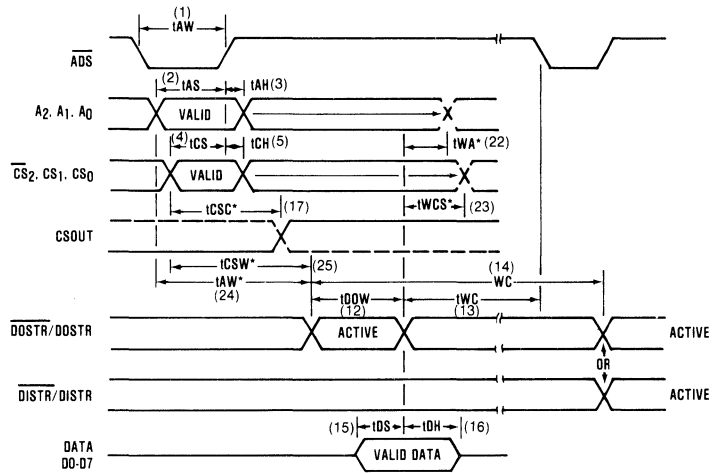 (1)
tAW
ADS
(2) tAS tAH(3)
A2, A1, A0 VALID
(4) tCS tCH (5) tWA* (22)
CS2, CS1, CS0 VALID
tCSC* (17) tWCS* (23)
CSOUT
tCSW* (25) (14)
tAW* WC
(24) tDOW tWC
(12) (13)
DOSTR/DOSTR ACTIVE ACTIVE
OR
DISTR/DISTR ACTIVE
(15) tDS tDH (16)
DATA
D0-D7 VALID DATA